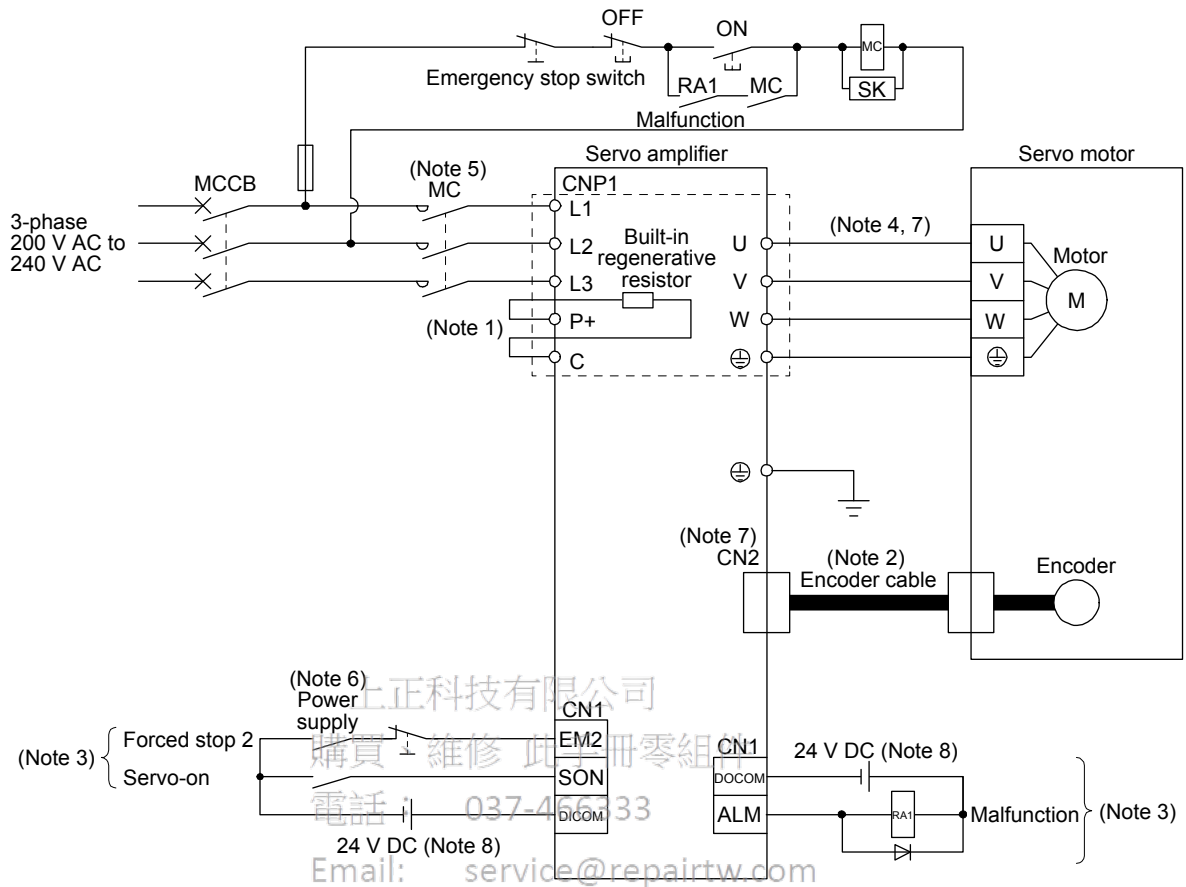 OFF
ON
MC
Emergency stop switch
RA1
MC
SK
Malfunction
Servo amplifier
Servo motor
MCCB
(Note 5)
MC
CNP1
3-phase
200 V AC to
240 V AC
L1
L2
L3
P+
C
Built-in
regenerative
resistor
(Note 1)
U
V
W
(Note 4, 7)
U
V
W
Motor
M
(Note 7)
CN2
(Note 2)
Encoder cable
Encoder
上正科技有限公司
購買、維修 此手冊零組件
電話: 037-466333
Email: service@repairtw.com
(Note 6)
Power
supply
(Note 3)
Forced stop 2
Servo-on
24 V DC (Note 8)
CN1
EM2
SON
DICOM
CN1
DOCOM
ALM
24 V DC (Note 8)
RA1
Malfunction
(Note 3)